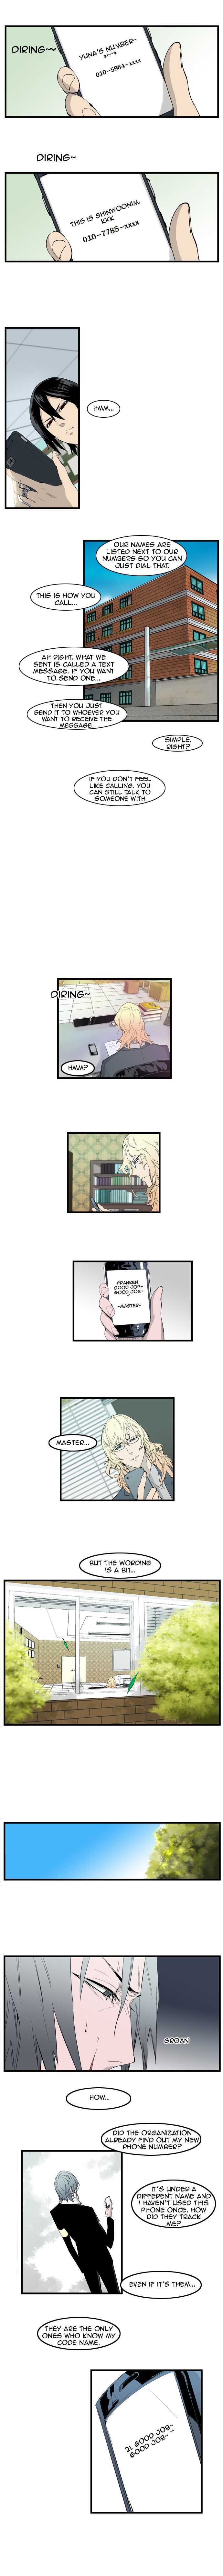 DIRING~~
YUNA'S NUMBER~
*^^*
010-5984-xxxx
DIRING~
THIS IS SHINWOONIM.
KKK
010-7785-xxxx
HMM...
OUR NAMES ARE
LISTED NEXT TO OUR
NUMBERS SO YOU CAN
JUST DIAL THAT.
THIS IS HOW YOU
CALL...
AH RIGHT. WHAT WE
SENT IS CALLED A TEXT
MESSAGE. IF YOU WANT
TO SEND ONE...
THEN YOU JUST
SEND IT TO WHOEVER YOU
WANT TO RECEIVE THE
MESSAGE.
SIMPLE,
RIGHT?
IF YOU DON'T FEEL
LIKE CALLING, YOU
CAN STILL TALK TO
SOMEONE WITH
DIRING~
HMM?
FRANKEN.
GOOD JOB~
GOOD JOB~
~MASTER~
MASTER...
BUT THE WORDING
IS A BIT...
GROAN
HOW...
DID THE ORGANIZATION
ALREADY FIND OUT MY NEW
PHONE NUMBER?
IT'S UNDER A
DIFFERENT NAME AND
I HAVEN'T USED THIS
PHONE ONCE. HOW
DID THEY TRACK
ME?
EVEN IF IT'S THEM...
THEY ARE THE ONLY
ONES WHO KNOW MY
CODE NAME.
21. GOOD JOB~
GOOD JOB~